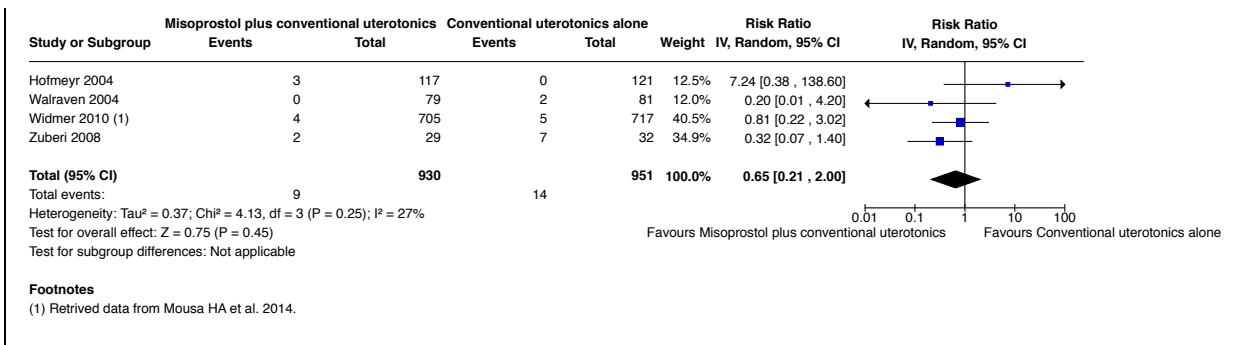 Misoprostol plus conventional uterotonics Conventional uterotonics alone Risk Ratio Risk Ratio
Study or Subgroup Events Total Events Total Weight IV, Random, 95% CI IV, Random, 95% CI
Hofmeyr 2004 3 117 0 121 12.5% 7.24 [0.38 , 138.60]
Walraven 2004 0 79 2 81 12.0% 0.20 [0.01 , 4.20]
Widmer 2010 (1) 4 705 5 717 40.5% 0.81 [0.22 , 3.02]
Zuberi 2008 2 29 7 32 34.9% 0.32 [0.07 , 1.40]
Total (95% CI) 930 951 100.0% 0.65 [0.21 , 2.00]
Total events: 9 14
Heterogeneity: Tau² = 0.37; Chi² = 4.13, df = 3 (P = 0.25); I² = 27%
0.01 0.1 1 10 100
Test for overall effect: Z = 0.75 (P = 0.45)
Favours Misoprostol plus conventional uterotonics Favours Conventional uterotonics alone
Test for subgroup differences: Not applicable
Footnotes
(1) Retrived data from Mousa HA et al. 2014.